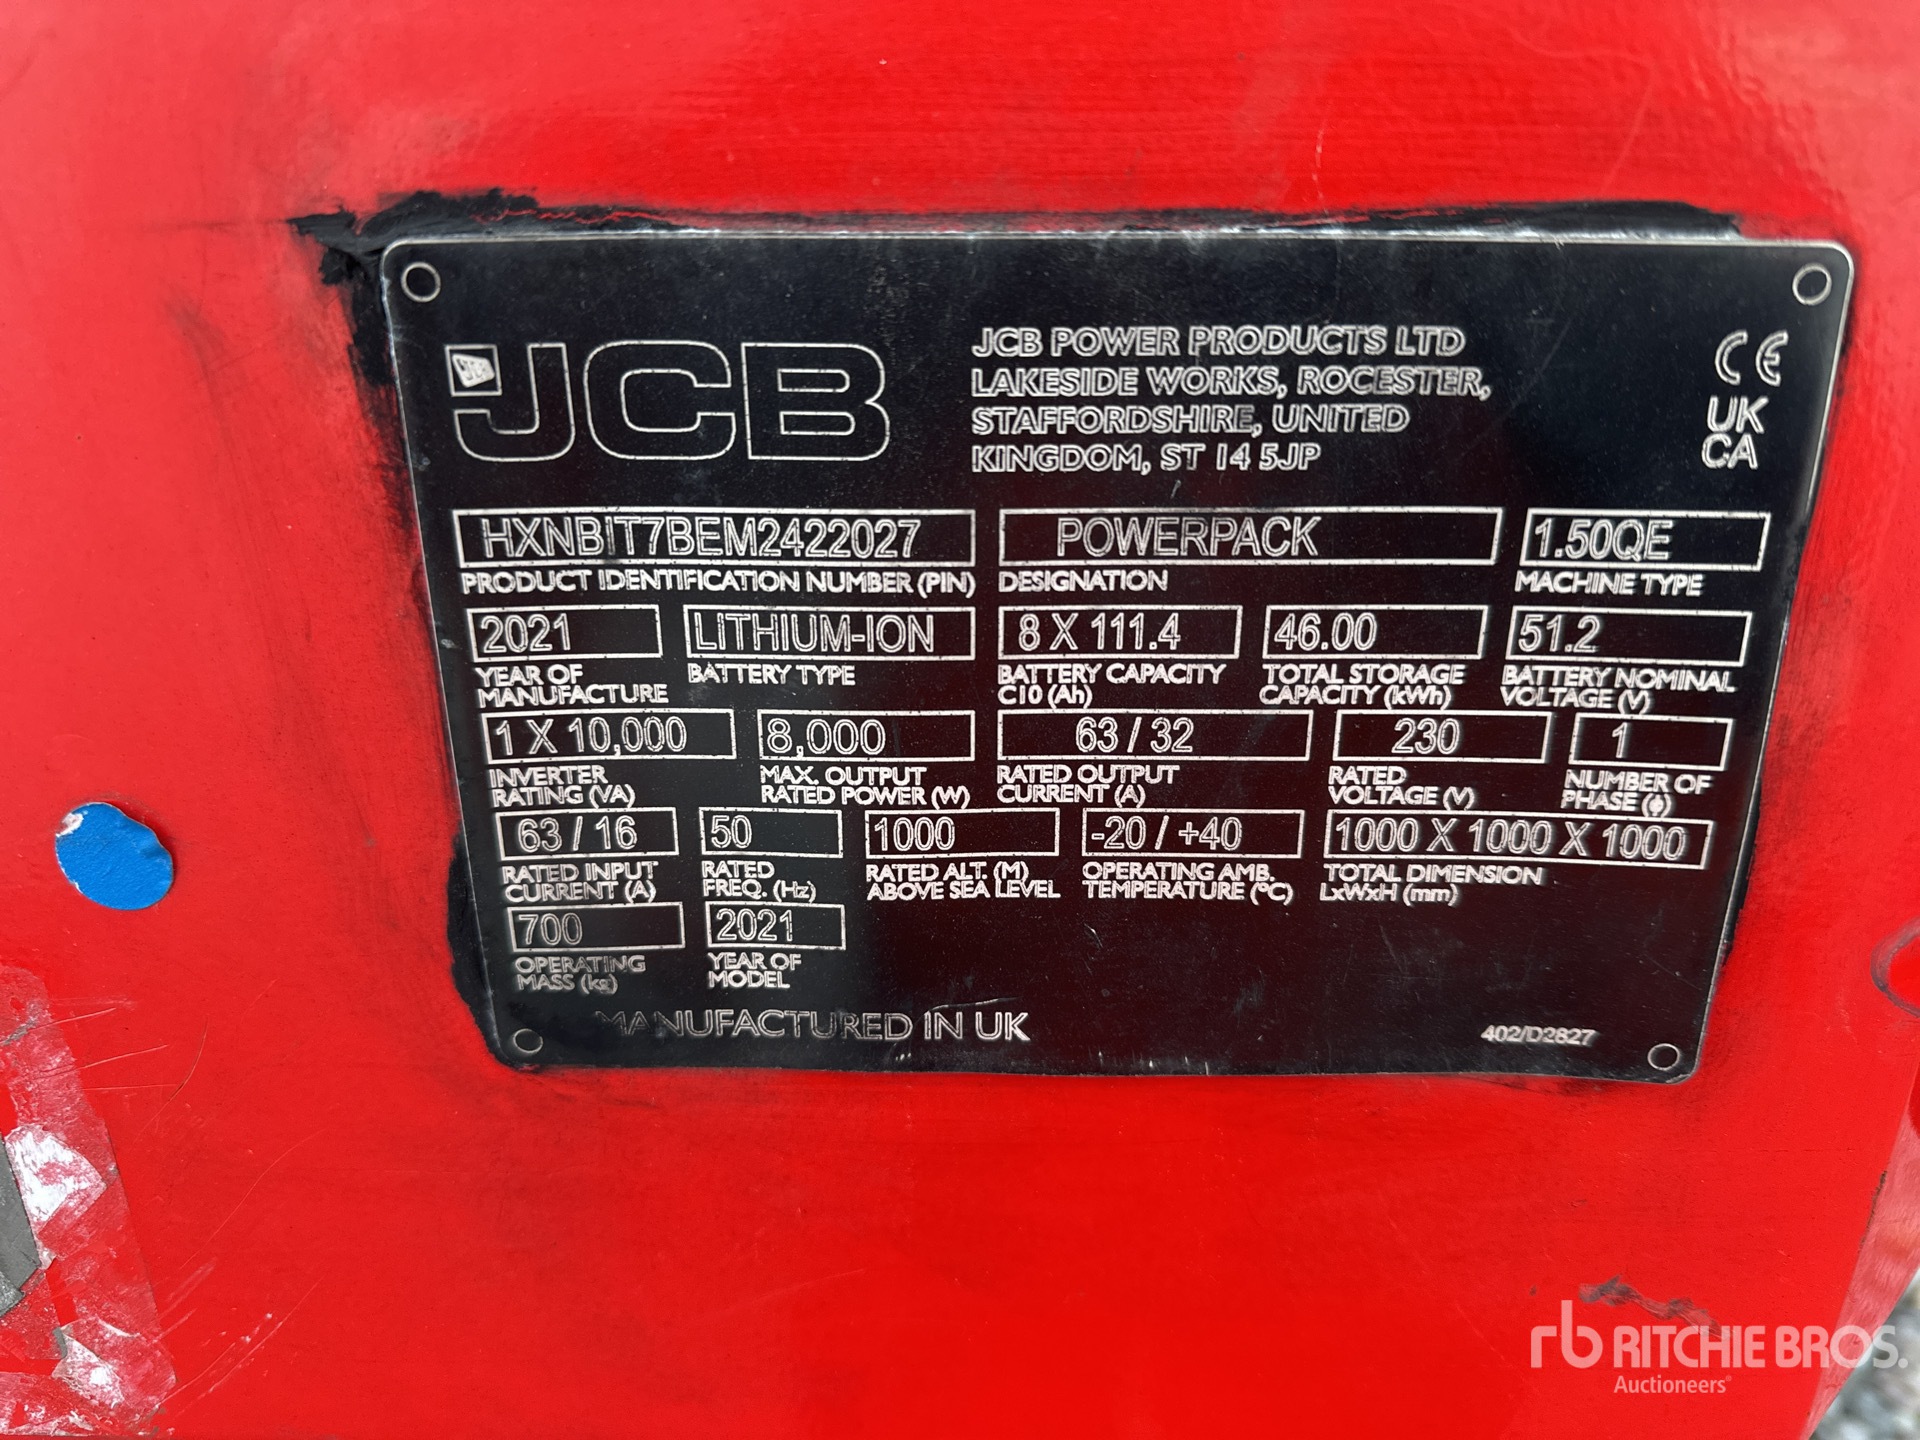 JCB
JCB
JCB POWER PRODUCTS LTD
LAKESIDE WORKS, ROCESTER,
STAFFORDSHIRE, UNITED
KINGDOM, ST 14 5JP
CE
UK
CA
HXNBIT7BEM2422027
POWERPACK
1.50QE
PRODUCT IDENTIFICATION NUMBER (PIN)
DESIGNATION
MACHINE TYPE
2021
LITHIUM-ION
8 X 111.4
46.00
51.2
YEAR OF
MANUFACTURE
BATTERY TYPE
BATTERY CAPACITY
C10 (Ah)
TOTAL STORAGE
CAPACITY (kWh)
BATTERY NOMINAL
VOLTAGE (V)
1 X 10,000
8,000
63 / 32
230
1
INVERTER
RATING (VA)
MAX. OUTPUT
RATED POWER (W)
RATED OUTPUT
CURRENT (A)
RATED
VOLTAGE (V)
NUMBER OF
PHASE (ϕ)
63 / 16
50
1000
-20 / +40
1000 X 1000 X 1000
RATED INPUT
CURRENT (A)
RATED
FREQ. (Hz)
RATED ALT. (M)
ABOVE SEA LEVEL
OPERATING AMB.
TEMPERATURE (°C)
TOTAL DIMENSION
LxWxH (mm)
700
2021
OPERATING
MASS (kg)
YEAR OF
MODEL
MANUFACTURED IN UK
402/D2827
rb RITCHIE BROS.
Auctioneers